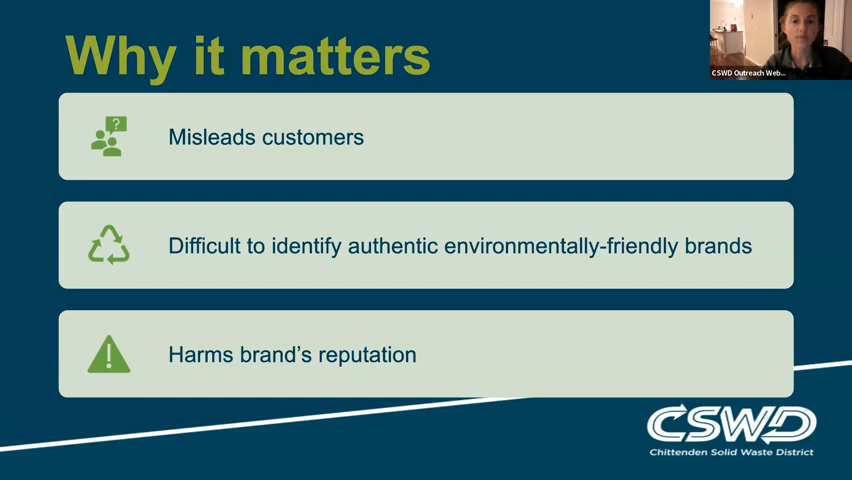 Why it matters
CSWD Outreach Web...
?
Misleads customers
Difficult to identify authentic environmentally-friendly brands
!
Harms brand's reputation
CSWD
Chittenden Solid Waste District